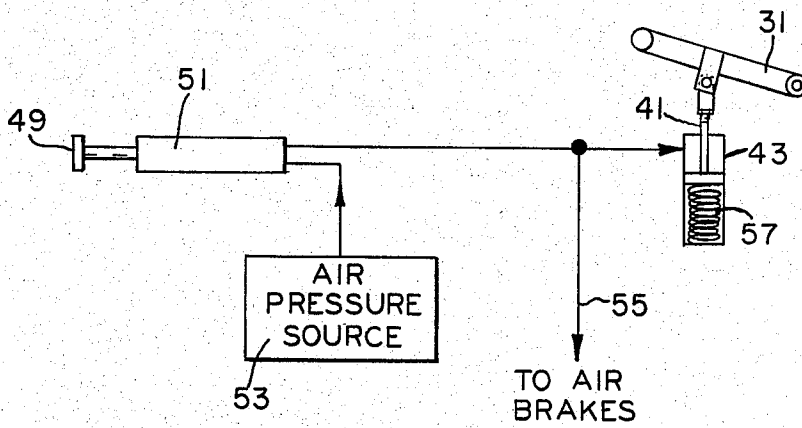 31
51
49
41
43
57
AIR
PRESSURE
SOURCE
55
53
TO AIR
BRAKES